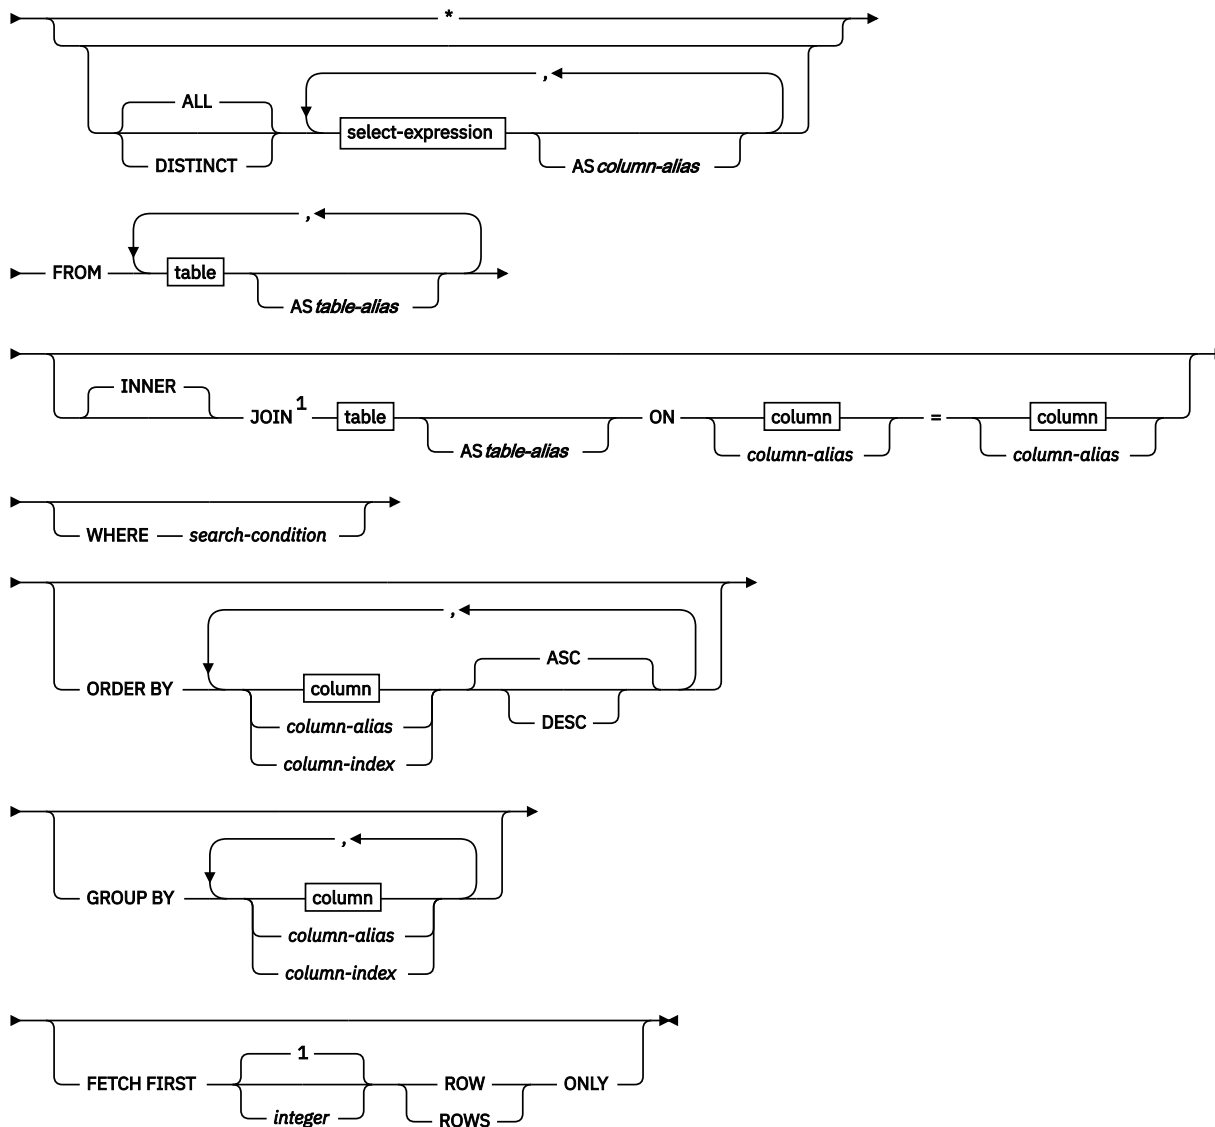 *
,
ALL
select-expression
DISTINCT
AS column-alias
,
FROM table
AS table-alias
INNER
JOIN 1 table ON column = column
AS table-alias column-alias column-alias
WHERE search-condition
,
ASC
ORDER BY column
column-alias DESC
column-index
,
GROUP BY column
column-alias
column-index
1
FETCH FIRST ROW ONLY
integer ROWS